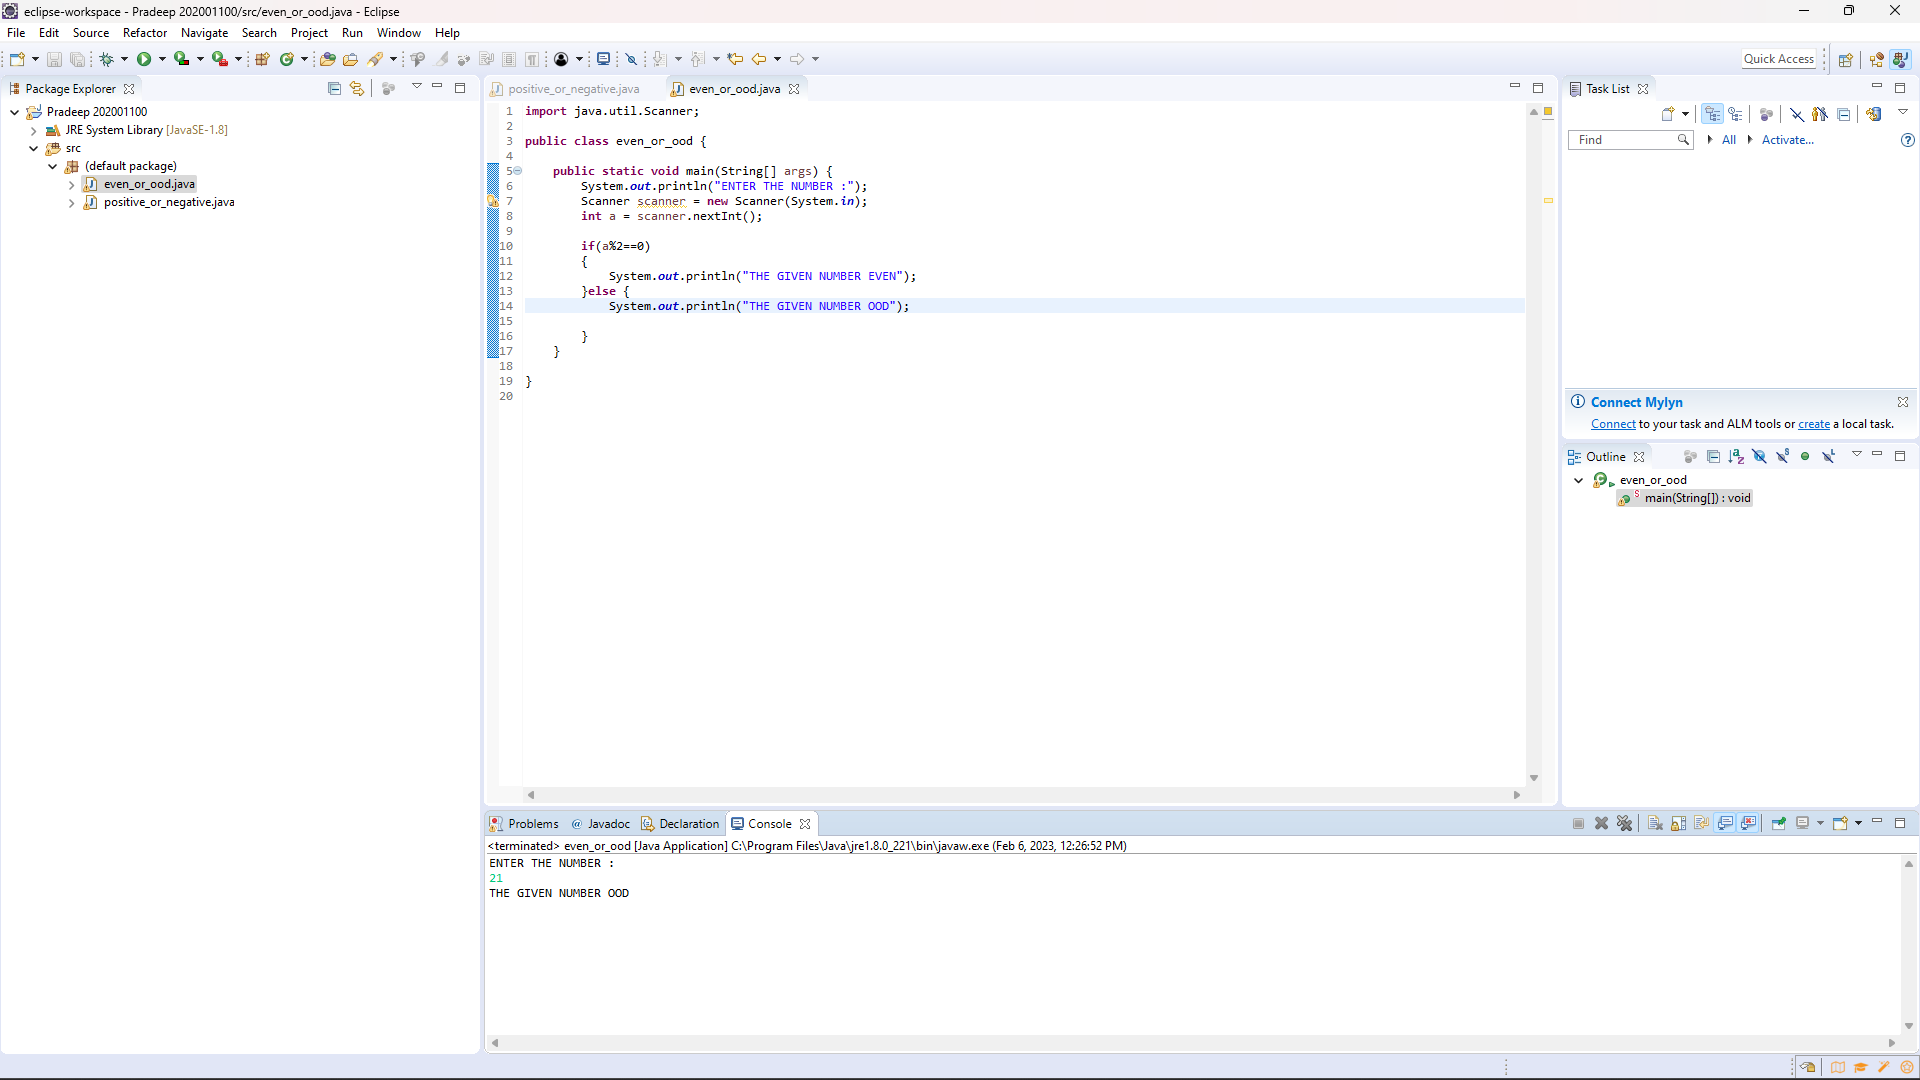 eclipse-workspace - Pradeep 202001100/src/even_or_ood.java - Eclipse
File Edit Source Refactor Navigate Search Project Run Window Help
Quick Access
Package Explorer
Pradeep 202001100
JRE System Library [JavaSE-1.8]
src
(default package)
even_or_ood.java
positive_or_negative.java
positive_or_negative.java
even_or_ood.java
1 import java.util.Scanner;
2
3 public class even_or_ood {
4
5 public static void main(String[] args) {
6 System.out.println("ENTER THE NUMBER :");
7 Scanner scanner = new Scanner(System.in);
8 int a = scanner.nextInt();
9
10 if(a%2==0)
11 {
12 System.out.println("THE GIVEN NUMBER EVEN");
13 }else {
14 System.out.println("THE GIVEN NUMBER OOD");
15
16 }
17 }
18
19 }
20
Task List
Find All Activate...
Connect Mylyn
Connect to your task and ALM tools or create a local task.
Outline
even_or_ood
main(String[]) : void
Problems @ Javadoc Declaration Console
<terminated> even_or_ood [Java Application] C:\Program Files\Java\jre1.8.0_221\bin\javaw.exe (Feb 6, 2023, 12:26:52 PM)
ENTER THE NUMBER :
21
THE GIVEN NUMBER OOD